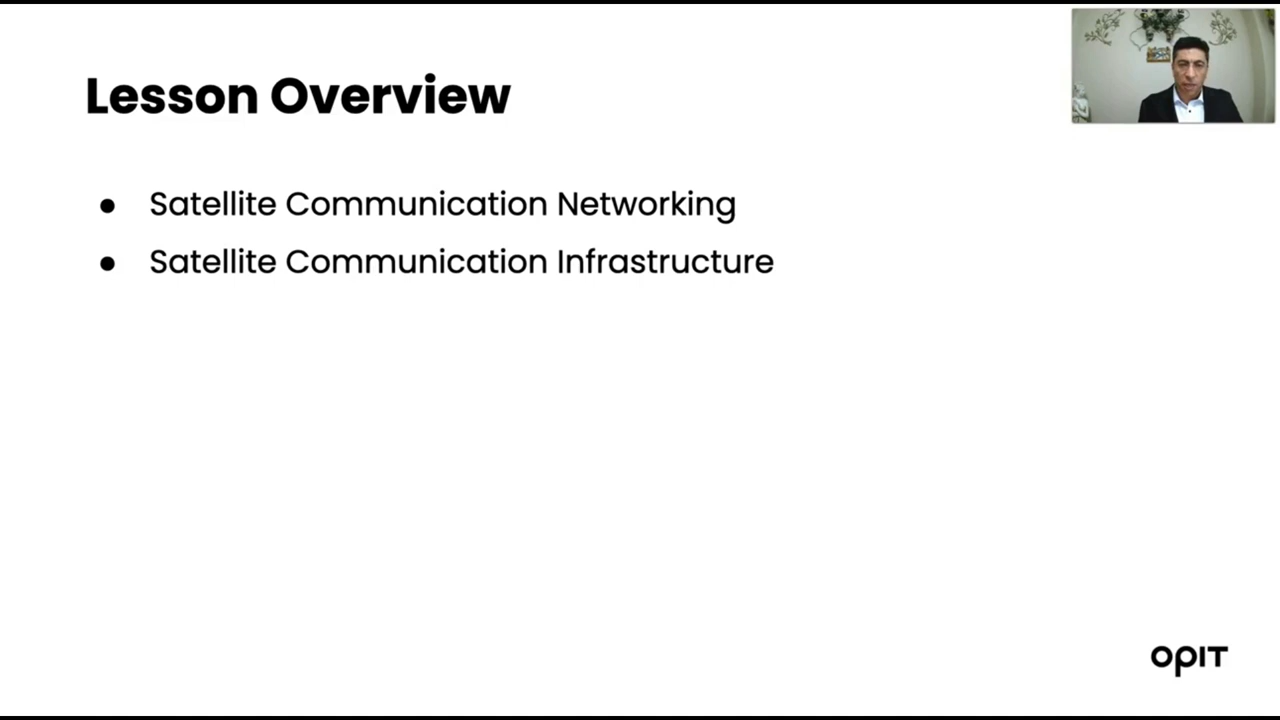 Lesson Overview
● Satellite Communication Networking
● Satellite Communication Infrastructure
OPIT